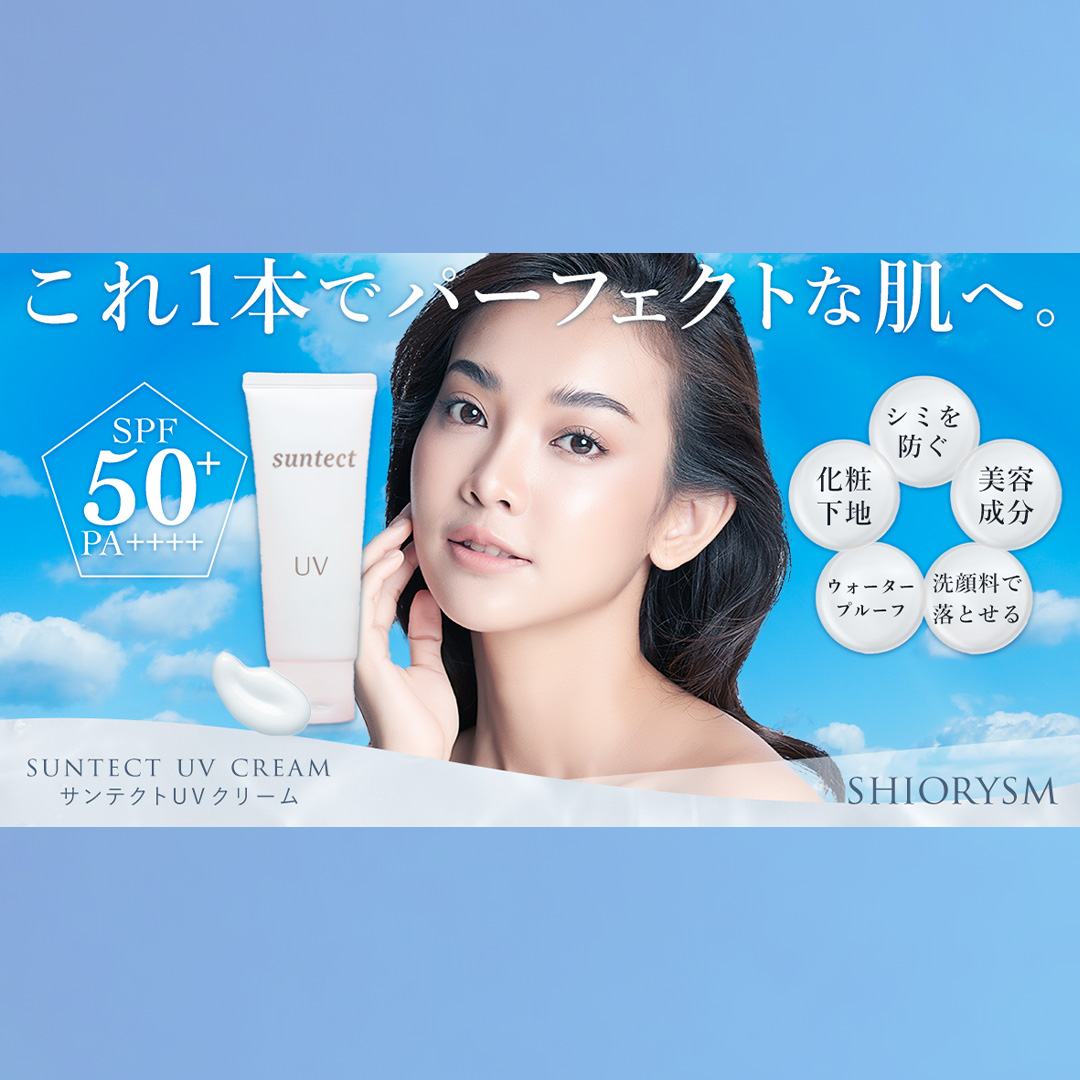 これ1本でパーフェクトな肌へ。
SPF
50+
PA++++
suntect
UV
シミを
防ぐ
化粧
下地
美容
成分
ウォーター
プルーフ
洗顔料で
落とせる
SUNTECT UV CREAM
サンテクトUVクリーム
SHIORYSM